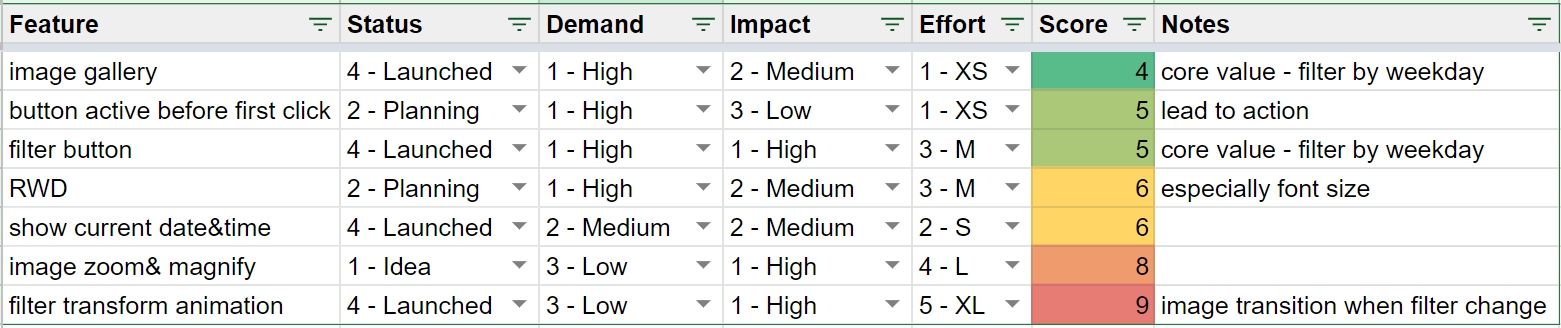 Feature Status Demand Impact Effort Score Notes
image gallery 4 - Launched 1 - High 2 - Medium 1 - XS 4 core value - filter by weekday
button active before first click 2 - Planning 1 - High 3 - Low 1 - XS 5 lead to action
filter button 4 - Launched 1 - High 1 - High 3 - M 5 core value - filter by weekday
RWD 2 - Planning 1 - High 2 - Medium 3 - M 6 especially font size
show current date&time 4 - Launched 2 - Medium 2 - Medium 2 - S 6
image zoom& magnify 1 - Idea 3 - Low 1 - High 4 - L 8
filter transform animation 4 - Launched 3 - Low 1 - High 5 - XL 9 image transition when filter change